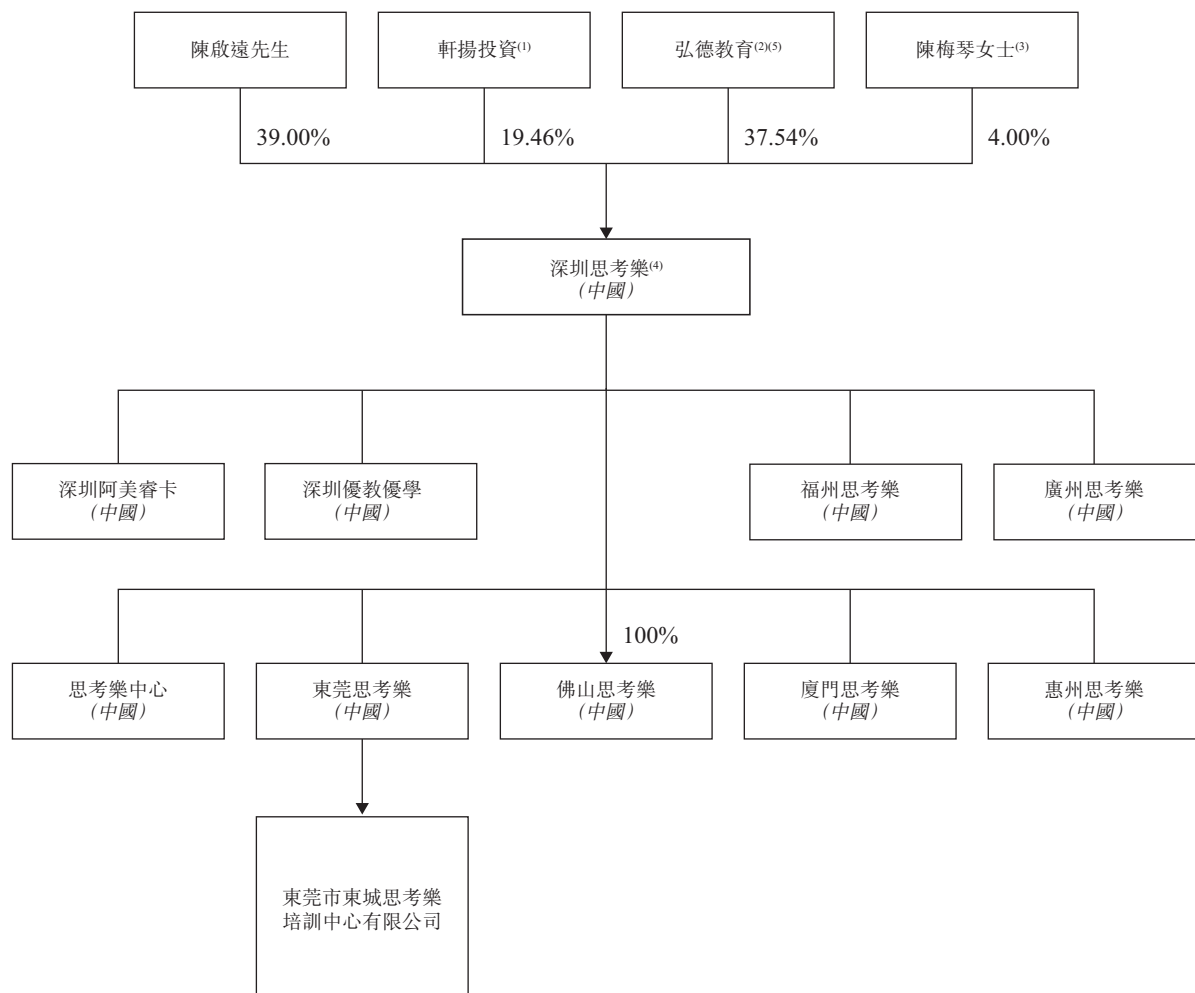 陳啟遠先生
軒揚投資(1)
弘德教育(2)(5)
陳梅琴女士(3)
39.00%
19.46%
37.54%
4.00%
深圳思考樂(4)
（中國）
深圳阿美睿卡
（中國）
深圳優教優學
（中國）
福州思考樂
（中國）
廣州思考樂
（中國）
100%
思考樂中心
（中國）
東莞思考樂
（中國）
佛山思考樂
（中國）
廈門思考樂
（中國）
惠州思考樂
（中國）
東莞市東城思考樂
培訓中心有限公司